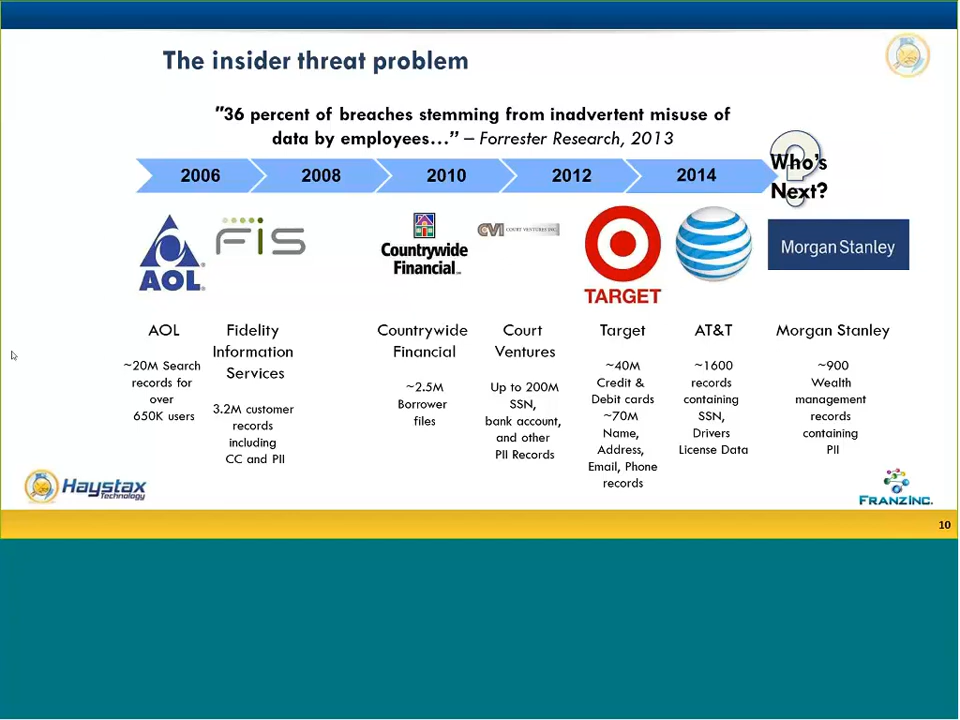 The insider threat problem
"36 percent of breaches stemming from inadvertent misuse of
data by employees…” – Forrester Research, 2013
2006
2008
2010
2012
2014
?
Who's
Next?
AOL
FiS
Countrywide
Financial
CVI COURT VENTURES INC.
TARGET
Morgan Stanley
AOL
~20M Search
records for
over
650K users
Fidelity
Information
Services
3.2M customer
records
including
CC and PII
Countrywide
Financial
~2.5M
Borrower
files
Court
Ventures
Up to 200M
SSN,
bank account,
and other
PII Records
Target
~40M
Credit &
Debit cards
~70M
Name,
Address,
Email, Phone
records
AT&T
~1600
records
containing
SSN,
Drivers
License Data
Morgan Stanley
~900
Wealth
management
records
containing
PII
Haystax
Technology
FRANZ INC.
10